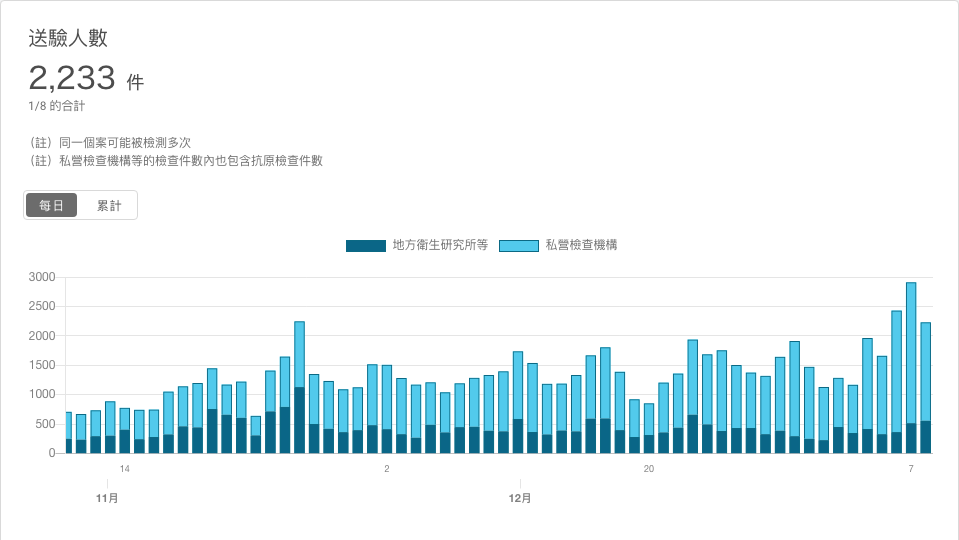 送驗人數
2,233 件
1/8 的合計
（註）同一個案可能被檢測多次
（註）私營檢查機構等的檢查件數內也包含抗原檢查件數
每日 累計
地方衛生研究所等 私營檢查機構
3000
2500
2000
1500
1000
500
0
14 2 20 7
11月 12月